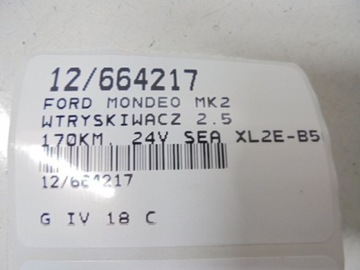 12/664217
FORD MONDEO MK2
WTRYSKIWACZ 2.5
170KM, 24V SEA XL2E-B5
12/664217
G IV 18 C